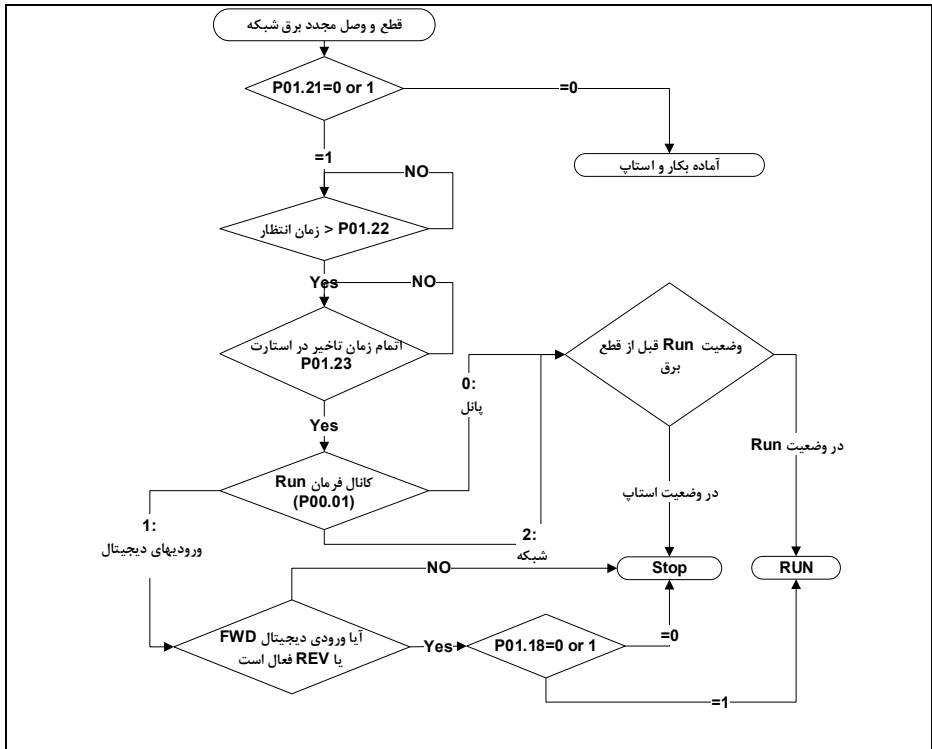 قطع و وصل مجدد برق شبکه
P01.21=0 or 1
=0
=1
آماده بکار و استاپ
NO
زمان انتظار > P01.22
Yes
NO
اتمام زمان تاخیر در استارت
P01.23
وضعیت Run قبل از قطع
برق
0:
پانل
Yes
در وضعیت Run
کانال فرمان Run
(P00.01)
در وضعیت استاپ
1:
ورودیهای دیجیتال
2:
شبکه
NO
Stop
RUN
آیا ورودی دیجیتال FWD
یا REV فعال است
Yes
P01.18=0 or 1
=0
=1